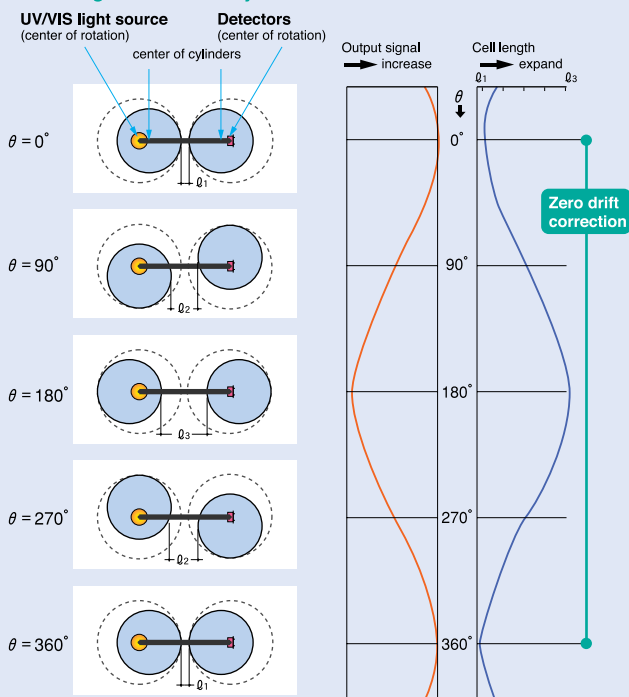 UV/VIS light source
(center of rotation)
Detectors
(center of rotation)
center of cylinders
Output signal
increase
Cell length
expand
ℓ1
ℓ3
θ
θ = 0°
ℓ1
0°
Zero drift
correction
θ = 90°
ℓ2
90°
θ = 180°
ℓ3
180°
θ = 270°
ℓ2
270°
θ = 360°
ℓ1
360°